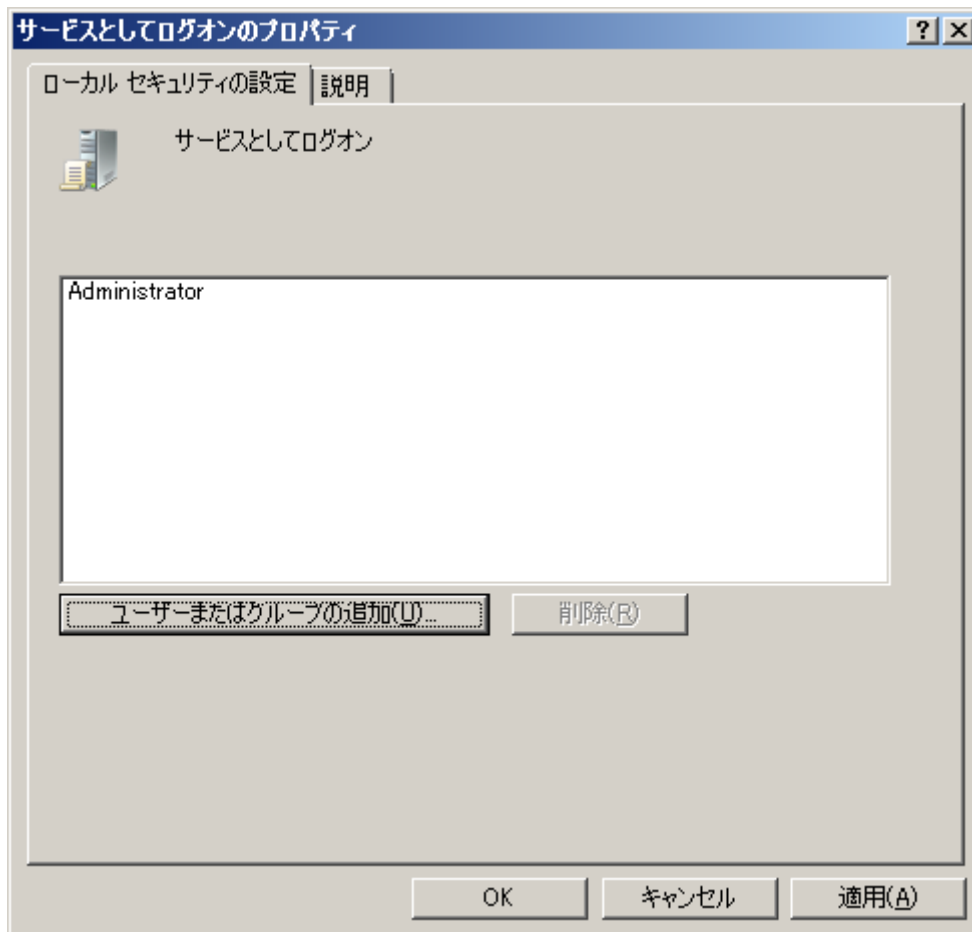 サービスとしてログオンのプロパティ
ローカル セキュリティの設定 説明
サービスとしてログオン
Administrator
ユーザーまたはグループの追加(U)... 削除(R)
OK キャンセル 適用(A)